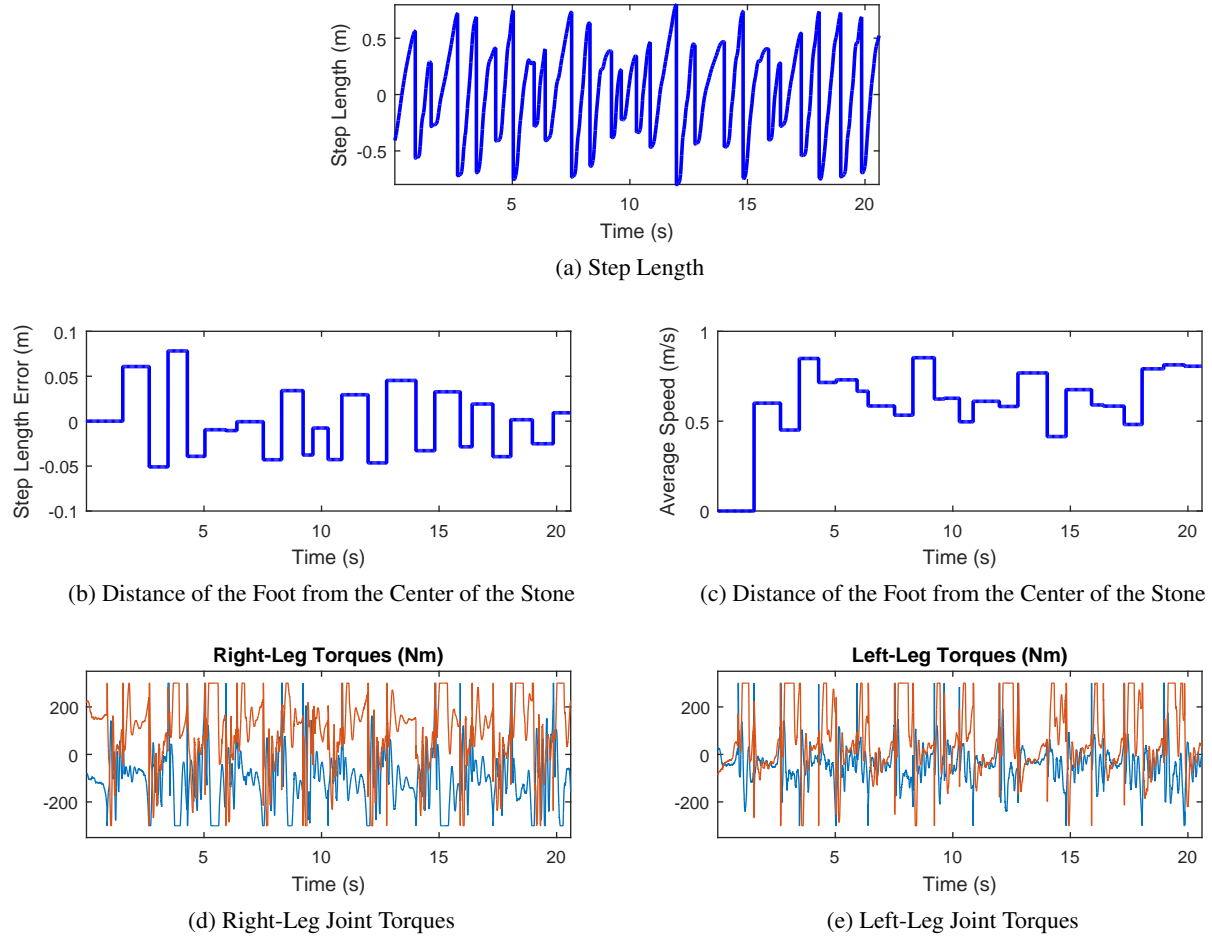 0.5
0
-0.5
Step Length (m)
5 10 15 20
Time (s)
(a) Step Length
0.1
0.05
0
-0.05
-0.1
Step Length Error (m)
5 10 15 20
Time (s)
(b) Distance of the Foot from the Center of the Stone
1
0.5
0
Average Speed (m/s)
5 10 15 20
Time (s)
(c) Distance of the Foot from the Center of the Stone
Right-Leg Torques (Nm)
200
0
-200
5 10 15 20
Time (s)
(d) Right-Leg Joint Torques
Left-Leg Torques (Nm)
200
0
-200
5 10 15 20
Time (s)
(e) Left-Leg Joint Torques